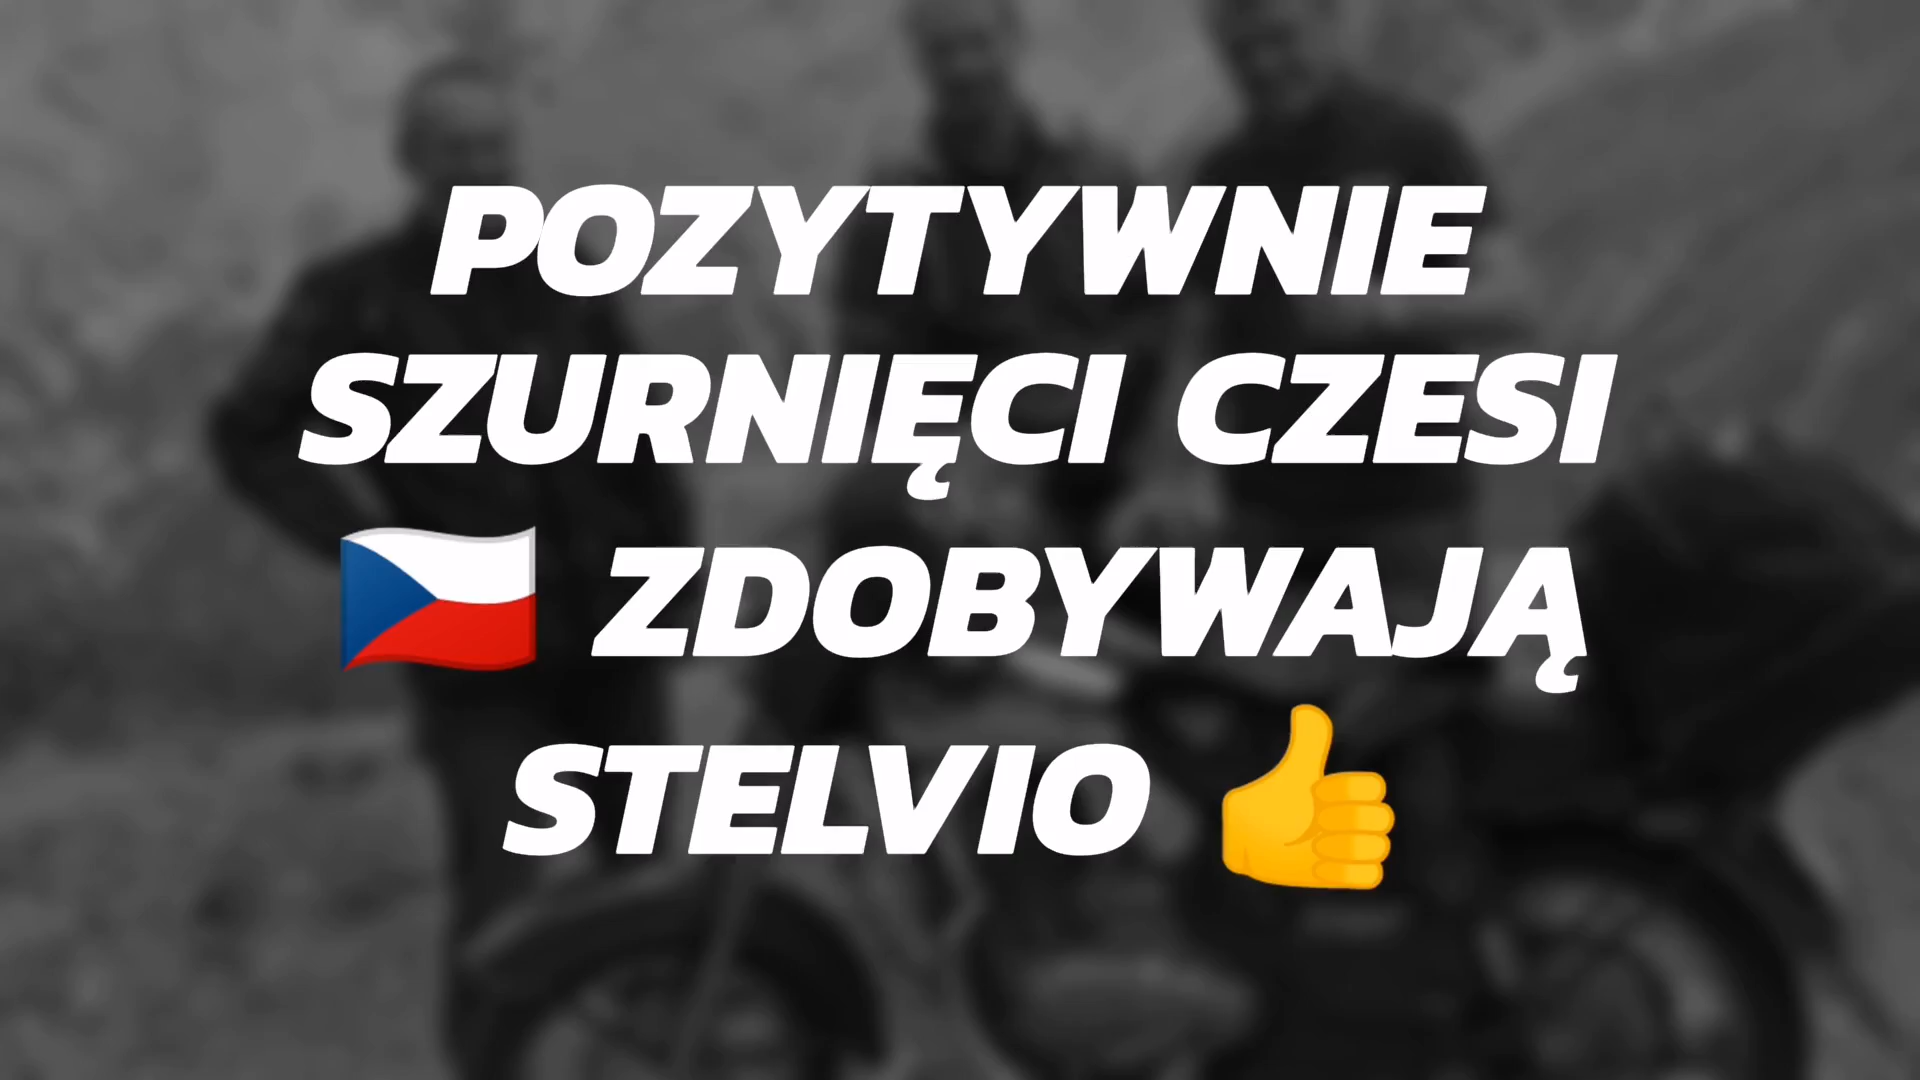 POZYTYWNIE
SZURNIĘCI CZESI
🇨🇿 ZDOBYWAJĄ
STELVIO 👍